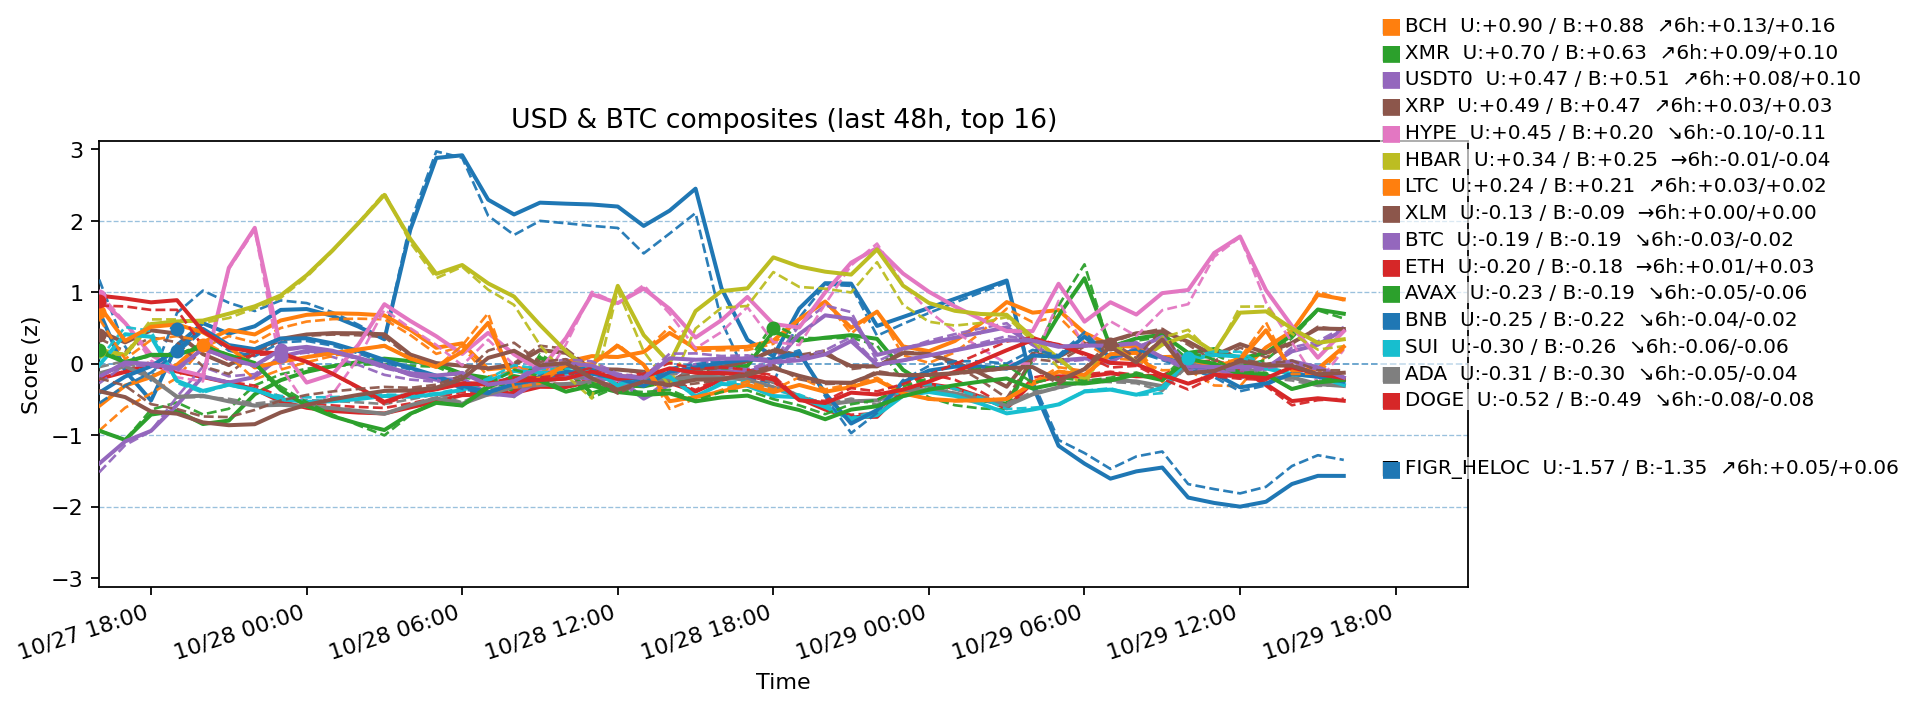 BCH  U:+0.90 / B:+0.88  ↗6h:+0.13/+0.16
XMR  U:+0.70 / B:+0.63  ↗6h:+0.09/+0.10
USDT0  U:+0.47 / B:+0.51  ↗6h:+0.08/+0.10
XRP  U:+0.49 / B:+0.47  ↗6h:+0.03/+0.03
HYPE  U:+0.45 / B:+0.20  ↘6h:-0.10/-0.11
HBAR  U:+0.34 / B:+0.25  →6h:-0.01/-0.04
LTC  U:+0.24 / B:+0.21  ↗6h:+0.03/+0.02
XLM  U:-0.13 / B:-0.09  →6h:+0.00/+0.00
BTC  U:-0.19 / B:-0.19  ↘6h:-0.03/-0.02
ETH  U:-0.20 / B:-0.18  →6h:+0.01/+0.03
AVAX  U:-0.23 / B:-0.19  ↘6h:-0.05/-0.06
BNB  U:-0.25 / B:-0.22  ↘6h:-0.04/-0.02
SUI  U:-0.30 / B:-0.26  ↘6h:-0.06/-0.06
ADA  U:-0.31 / B:-0.30  ↘6h:-0.05/-0.04
DOGE  U:-0.52 / B:-0.49  ↘6h:-0.08/-0.08
FIGR_HELOC  U:-1.57 / B:-1.35  ↗6h:+0.05/+0.06
USD & BTC composites (last 48h, top 16)
Score (z)
3
2
1
0
−1
−2
−3
10/27 18:00
10/28 00:00
10/28 06:00
10/28 12:00
10/28 18:00
10/29 00:00
10/29 06:00
10/29 12:00
10/29 18:00
Time